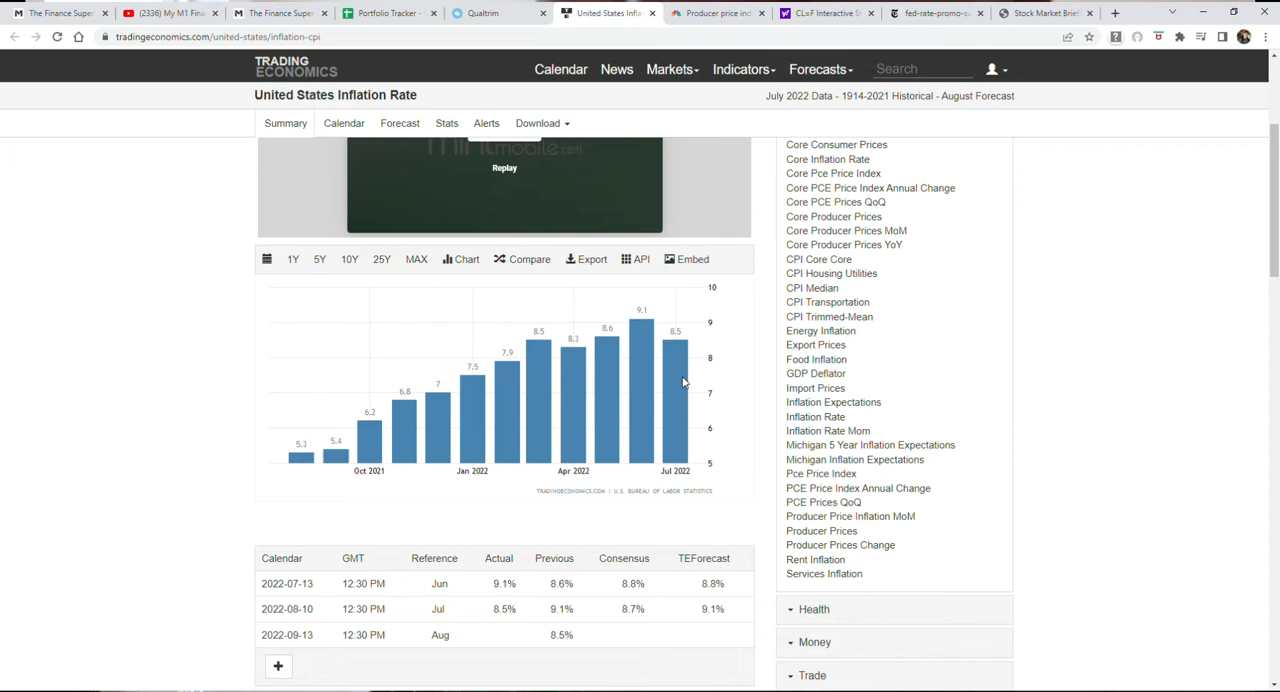 The Finance Super
(2336) My M1 Fina
The Finance Super
Portfolio Tracker -
Qualtrim
United States Infla
Producer price ind
CL=F Interactive S
fed-rate-promo-su
Stock Market Brief
tradingeconomics.com/united-states/inflation-cpi
TRADING
ECONOMICS
Calendar News Markets Indicators Forecasts Search
United States Inflation Rate
July 2022 Data - 1914-2021 Historical - August Forecast
Summary Calendar Forecast Stats Alerts Download
mintmobile.com
Replay
1Y 5Y 10Y 25Y MAX Chart Compare Export API Embed
10
9
8
7
6
5
5.3
5.4
6.2
6.8
7
7.5
7.9
8.5
8.3
8.6
9.1
8.5
Oct 2021 Jan 2022 Apr 2022 Jul 2022
TRADINGECONOMICS.COM | U.S. BUREAU OF LABOR STATISTICS
Calendar GMT Reference Actual Previous Consensus TEForecast
2022-07-13 12:30 PM Jun 9.1% 8.6% 8.8% 8.8%
2022-08-10 12:30 PM Jul 8.5% 9.1% 8.7% 9.1%
2022-09-13 12:30 PM Aug 8.5%
Core Consumer Prices
Core Inflation Rate
Core Pce Price Index
Core PCE Price Index Annual Change
Core PCE Prices QoQ
Core Producer Prices
Core Producer Prices MoM
Core Producer Prices YoY
CPI Core Core
CPI Housing Utilities
CPI Median
CPI Transportation
CPI Trimmed-Mean
Energy Inflation
Export Prices
Food Inflation
GDP Deflator
Import Prices
Inflation Expectations
Inflation Rate
Inflation Rate Mom
Michigan 5 Year Inflation Expectations
Michigan Inflation Expectations
Pce Price Index
PCE Price Index Annual Change
PCE Prices QoQ
Producer Price Inflation MoM
Producer Prices
Producer Prices Change
Rent Inflation
Services Inflation
Health
Money
Trade